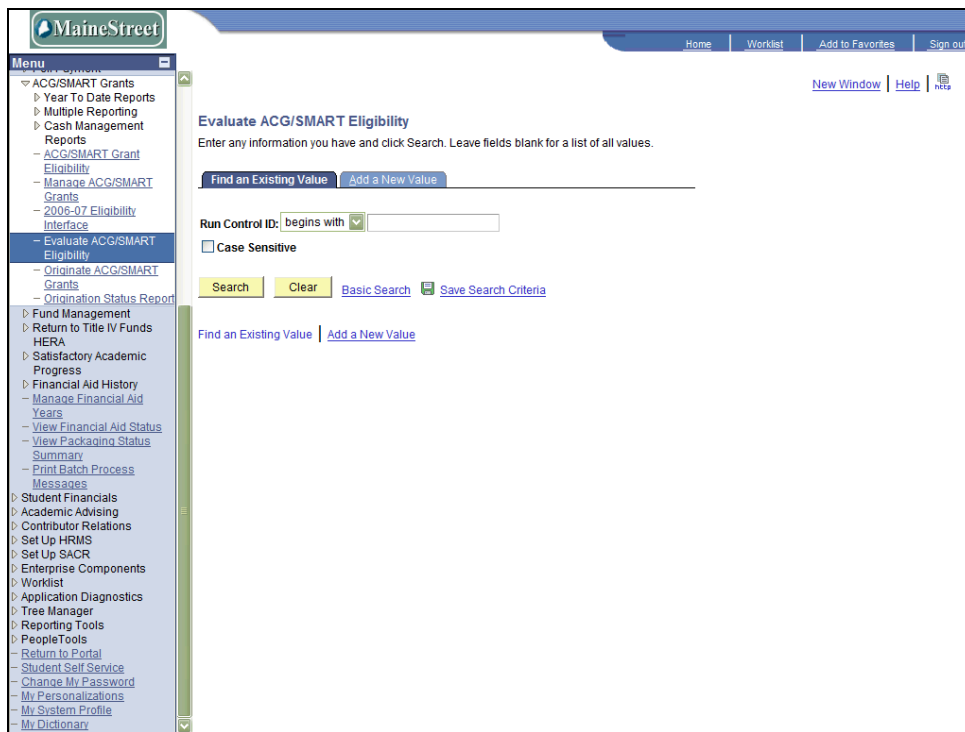 MaineStreet
Home
Worklist
Add to Favorites
Sign out
Menu
New Window
Help
http
ACG/SMART Grants
Year To Date Reports
Multiple Reporting
Cash Management
Reports
ACG/SMART Grant
Eligibility
Manage ACG/SMART
Grants
2006-07 Eligibility
Interface
Evaluate ACG/SMART
Eligibility
Originate ACG/SMART
Grants
Origination Status Report
Fund Management
Return to Title IV Funds
HERA
Satisfactory Academic
Progress
Financial Aid History
Manage Financial Aid
Years
View Financial Aid Status
View Packaging Status
Summary
Print Batch Process
Messages
Student Financials
Academic Advising
Contributor Relations
Set Up HRMS
Set Up SACR
Enterprise Components
Worklist
Application Diagnostics
Tree Manager
Reporting Tools
PeopleTools
Return to Portal
Student Self Service
Change My Password
My Personalizations
My System Profile
My Dictionary
Evaluate ACG/SMART Eligibility
Enter any information you have and click Search. Leave fields blank for a list of all values.
Find an Existing Value
Add a New Value
Run Control ID: begins with
Case Sensitive
Search
Clear
Basic Search
Save Search Criteria
Find an Existing Value
Add a New Value